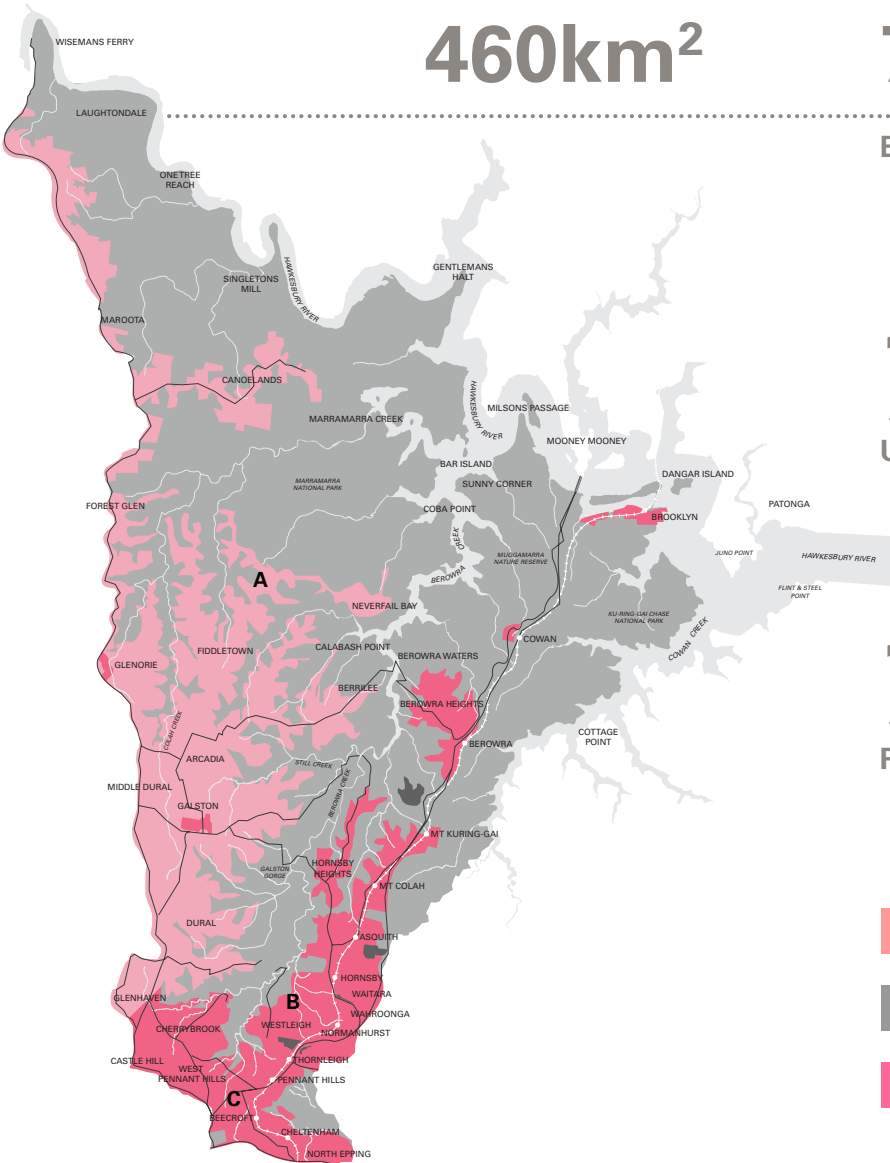 460km²
WISEMANS FERRY
LAUGHTONDALE
ONE TREE
REACH
HAWKESBURY RIVER
GENTLEMANS
HALT
SINGLETONS
MILL
MAROOTA
CANOELANDS
HAWKESBURY RIVER
MILSONS PASSAGE
MARRAMARRA CREEK
MOONEY MOONEY
BAR ISLAND
DANGAR ISLAND
SUNNY CORNER
MARRAMARRA
NATIONAL PARK
FOREST GLEN
COBA POINT
PATONGA
BROOKLYN
BEROWRA CREEK
MUGGAMARRA
NATURE RESERVE
JUNO POINT
HAWKESBURY RIVER
A
FLINT & STEEL
POINT
NEVERFAIL BAY
KU-RING-GAI CHASE
NATIONAL PARK
COWAN CREEK
COWAN
CALABASH POINT
FIDDLETOWN
BEROWRA WATERS
GLENORIE
BERRILEE
BEROWRA HEIGHTS
COLAH CREEK
COTTAGE
POINT
BEROWRA
ARCADIA
STILL CREEK
MIDDLE DURAL
BEROWRA CREEK
GALSTON
MT KURING-GAI
HORNSBY
HEIGHTS
GALSTON
GORGE
MT COLAH
DURAL
ASQUITH
HORNSBY
WAITARA
GLENHAVEN
B
WAHROONGA
WESTLEIGH
CHERRYBROOK
NORMANHURST
CASTLE HILL
THORNLEIGH
WEST
PENNANT HILLS
PENNANT HILLS
C
BEECROFT
CHELTENHAM
NORTH EPPING